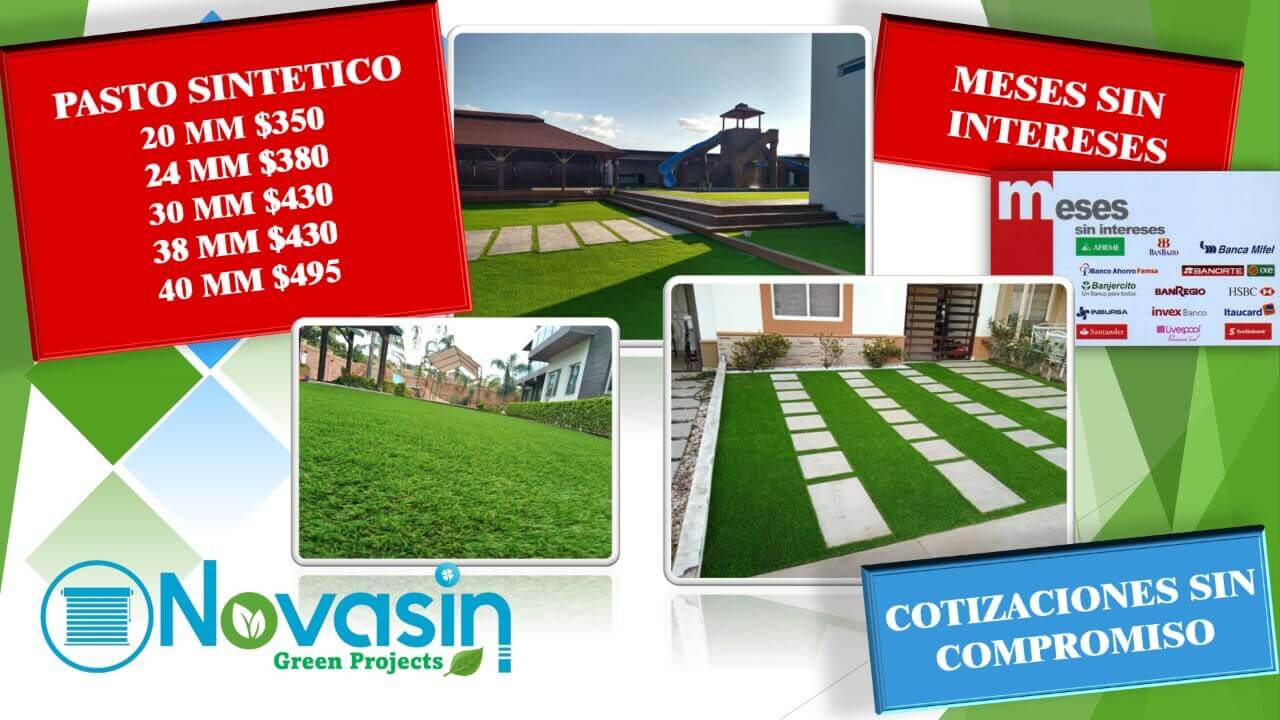 PASTO SINTETICO
20 MM $350
24 MM $380
30 MM $430
38 MM $430
40 MM $495
MESES SIN
INTERESES
meses
sin intereses
AFIRME
BANBAJIO
Banca Mifel
Banco Ahorro Famsa
BANORTE IXE
Banjercito
Un Banco para todos
BANREGIO
HSBC
INBURSA
invex Banco
Itaucard
Santander
Liverpool
Scotiabank
Novasin
Green Projects
COTIZACIONES SIN
COMPROMISO